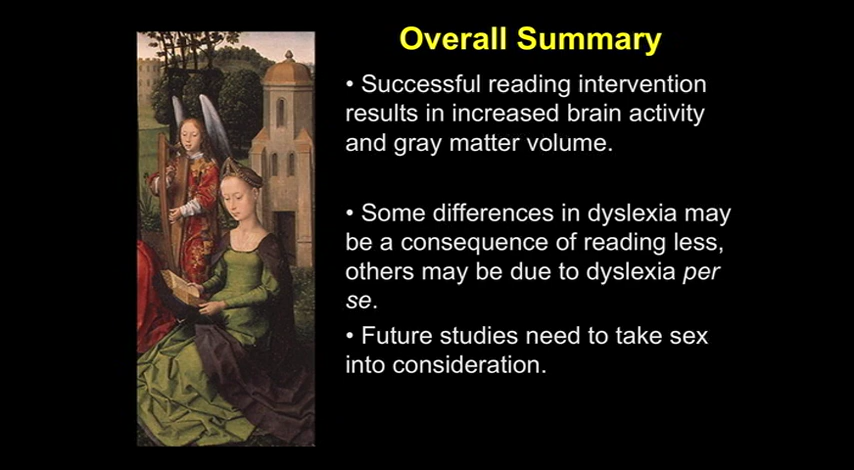 Overall Summary
• Successful reading intervention
results in increased brain activity
and gray matter volume.
• Some differences in dyslexia may
be a consequence of reading less,
others may be due to dyslexia per
se.
• Future studies need to take sex
into consideration.